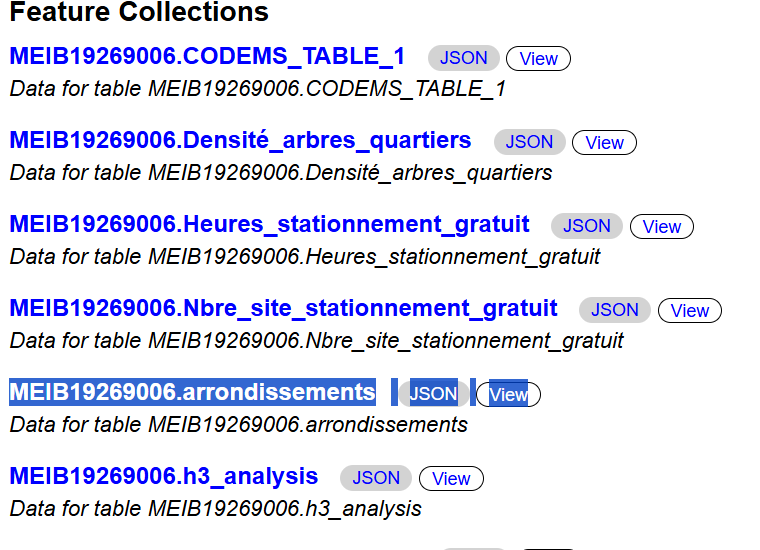 Feature Collections
MEIB19269006.CODEMS_TABLE_1 JSON View
Data for table MEIB19269006.CODEMS_TABLE_1
MEIB19269006.Densité_arbres_quartiers JSON View
Data for table MEIB19269006.Densité_arbres_quartiers
MEIB19269006.Heures_stationnement_gratuit JSON View
Data for table MEIB19269006.Heures_stationnement_gratuit
MEIB19269006.Nbre_site_stationnement_gratuit JSON View
Data for table MEIB19269006.Nbre_site_stationnement_gratuit
MEIB19269006.arrondissements JSON View
Data for table MEIB19269006.arrondissements
MEIB19269006.h3_analysis JSON View
Data for table MEIB19269006.h3_analysis